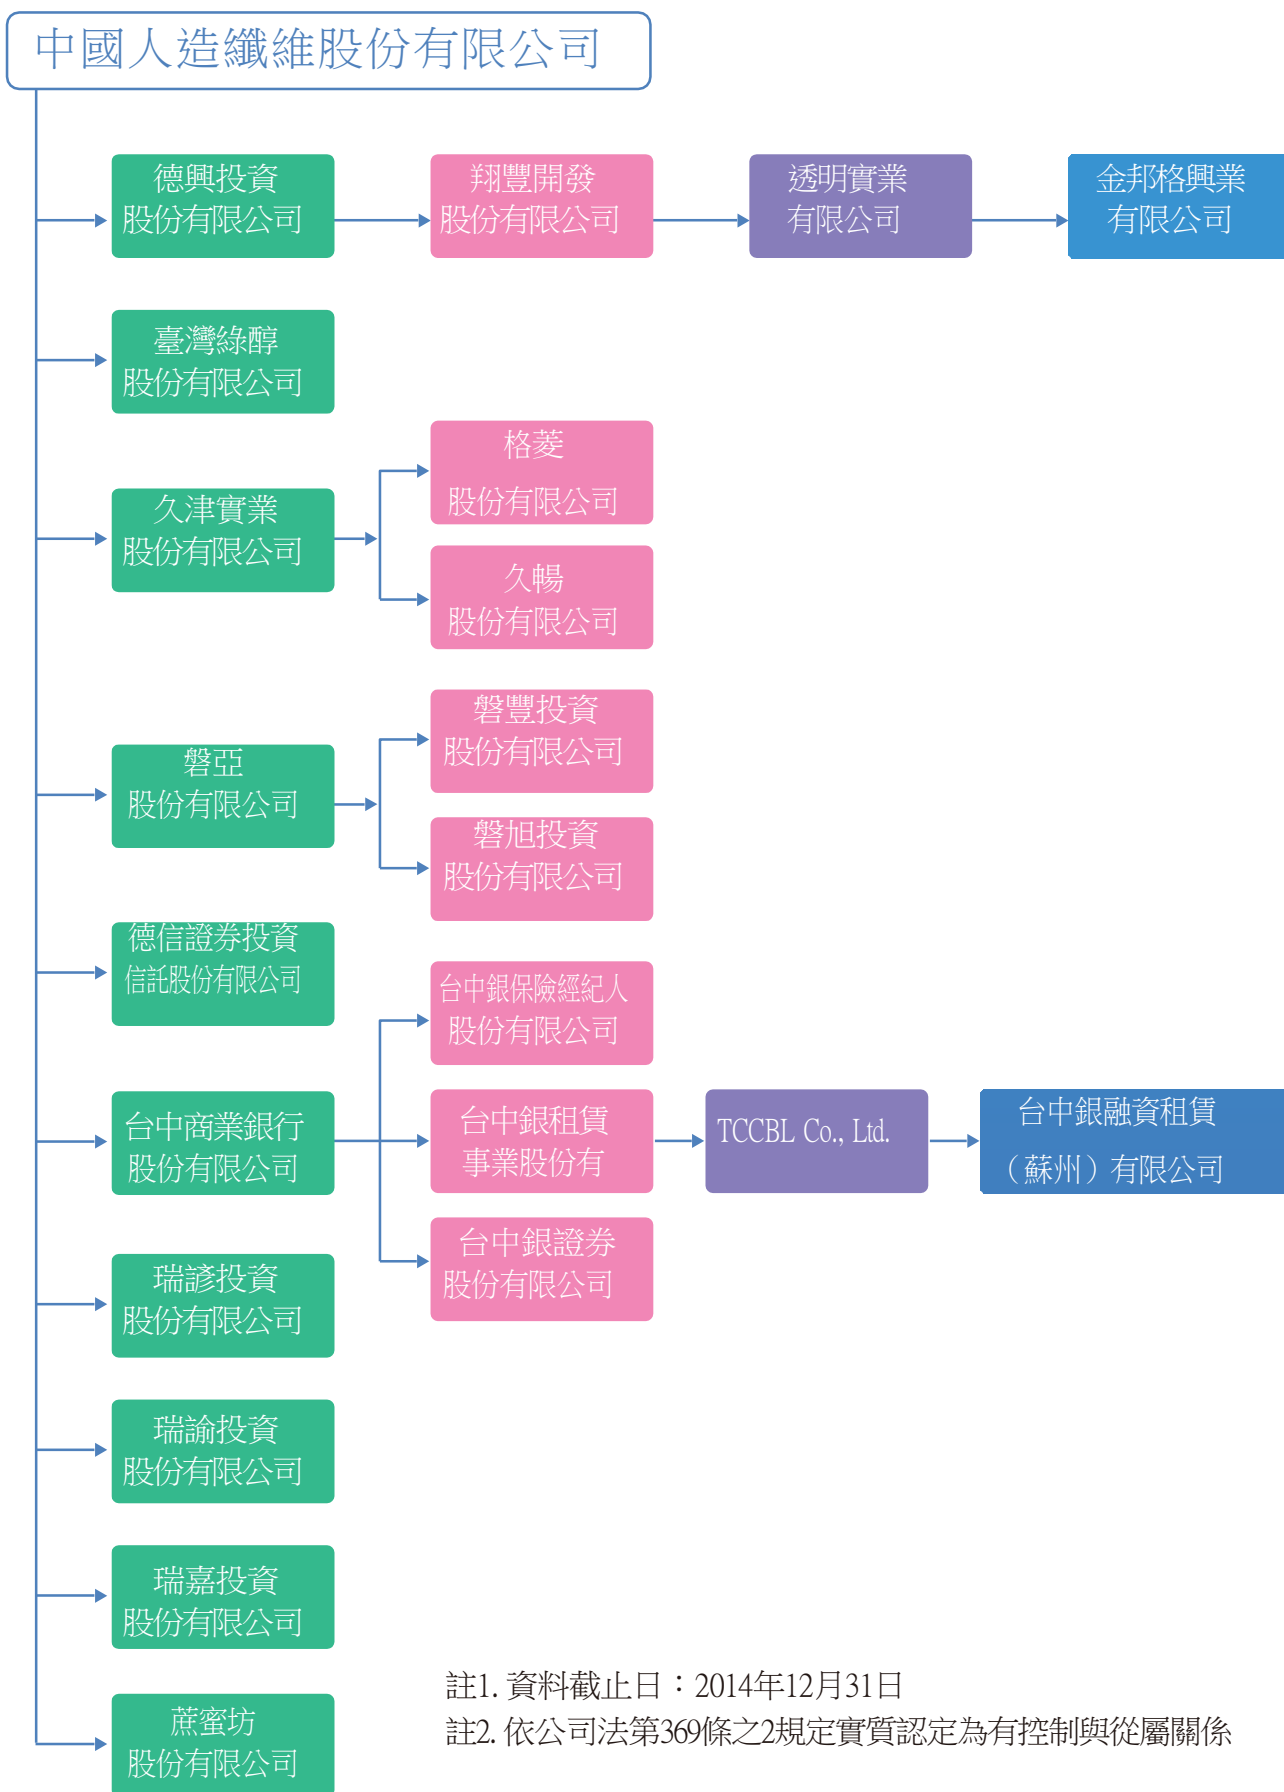 中國人造纖維股份有限公司
德興投資
股份有限公司
翔豐開發
股份有限公司
透明實業
有限公司
金邦格興業
有限公司
臺灣綠醇
股份有限公司
久津實業
股份有限公司
格菱
股份有限公司
久暢
股份有限公司
磐亞
股份有限公司
磐豐投資
股份有限公司
磐旭投資
股份有限公司
德信證券投資
信託股份有限公司
台中商業銀行
股份有限公司
台中銀保險經紀人
股份有限公司
台中銀租賃
事業股份有
TCCBL Co., Ltd.
台中銀融資租賃
（蘇州）有限公司
台中銀證券
股份有限公司
瑞諺投資
股份有限公司
瑞諭投資
股份有限公司
瑞嘉投資
股份有限公司
蔗蜜坊
股份有限公司
註1. 資料截止日：2014年12月31日
註2. 依公司法第369條之2規定實質認定為有控制與從屬關係